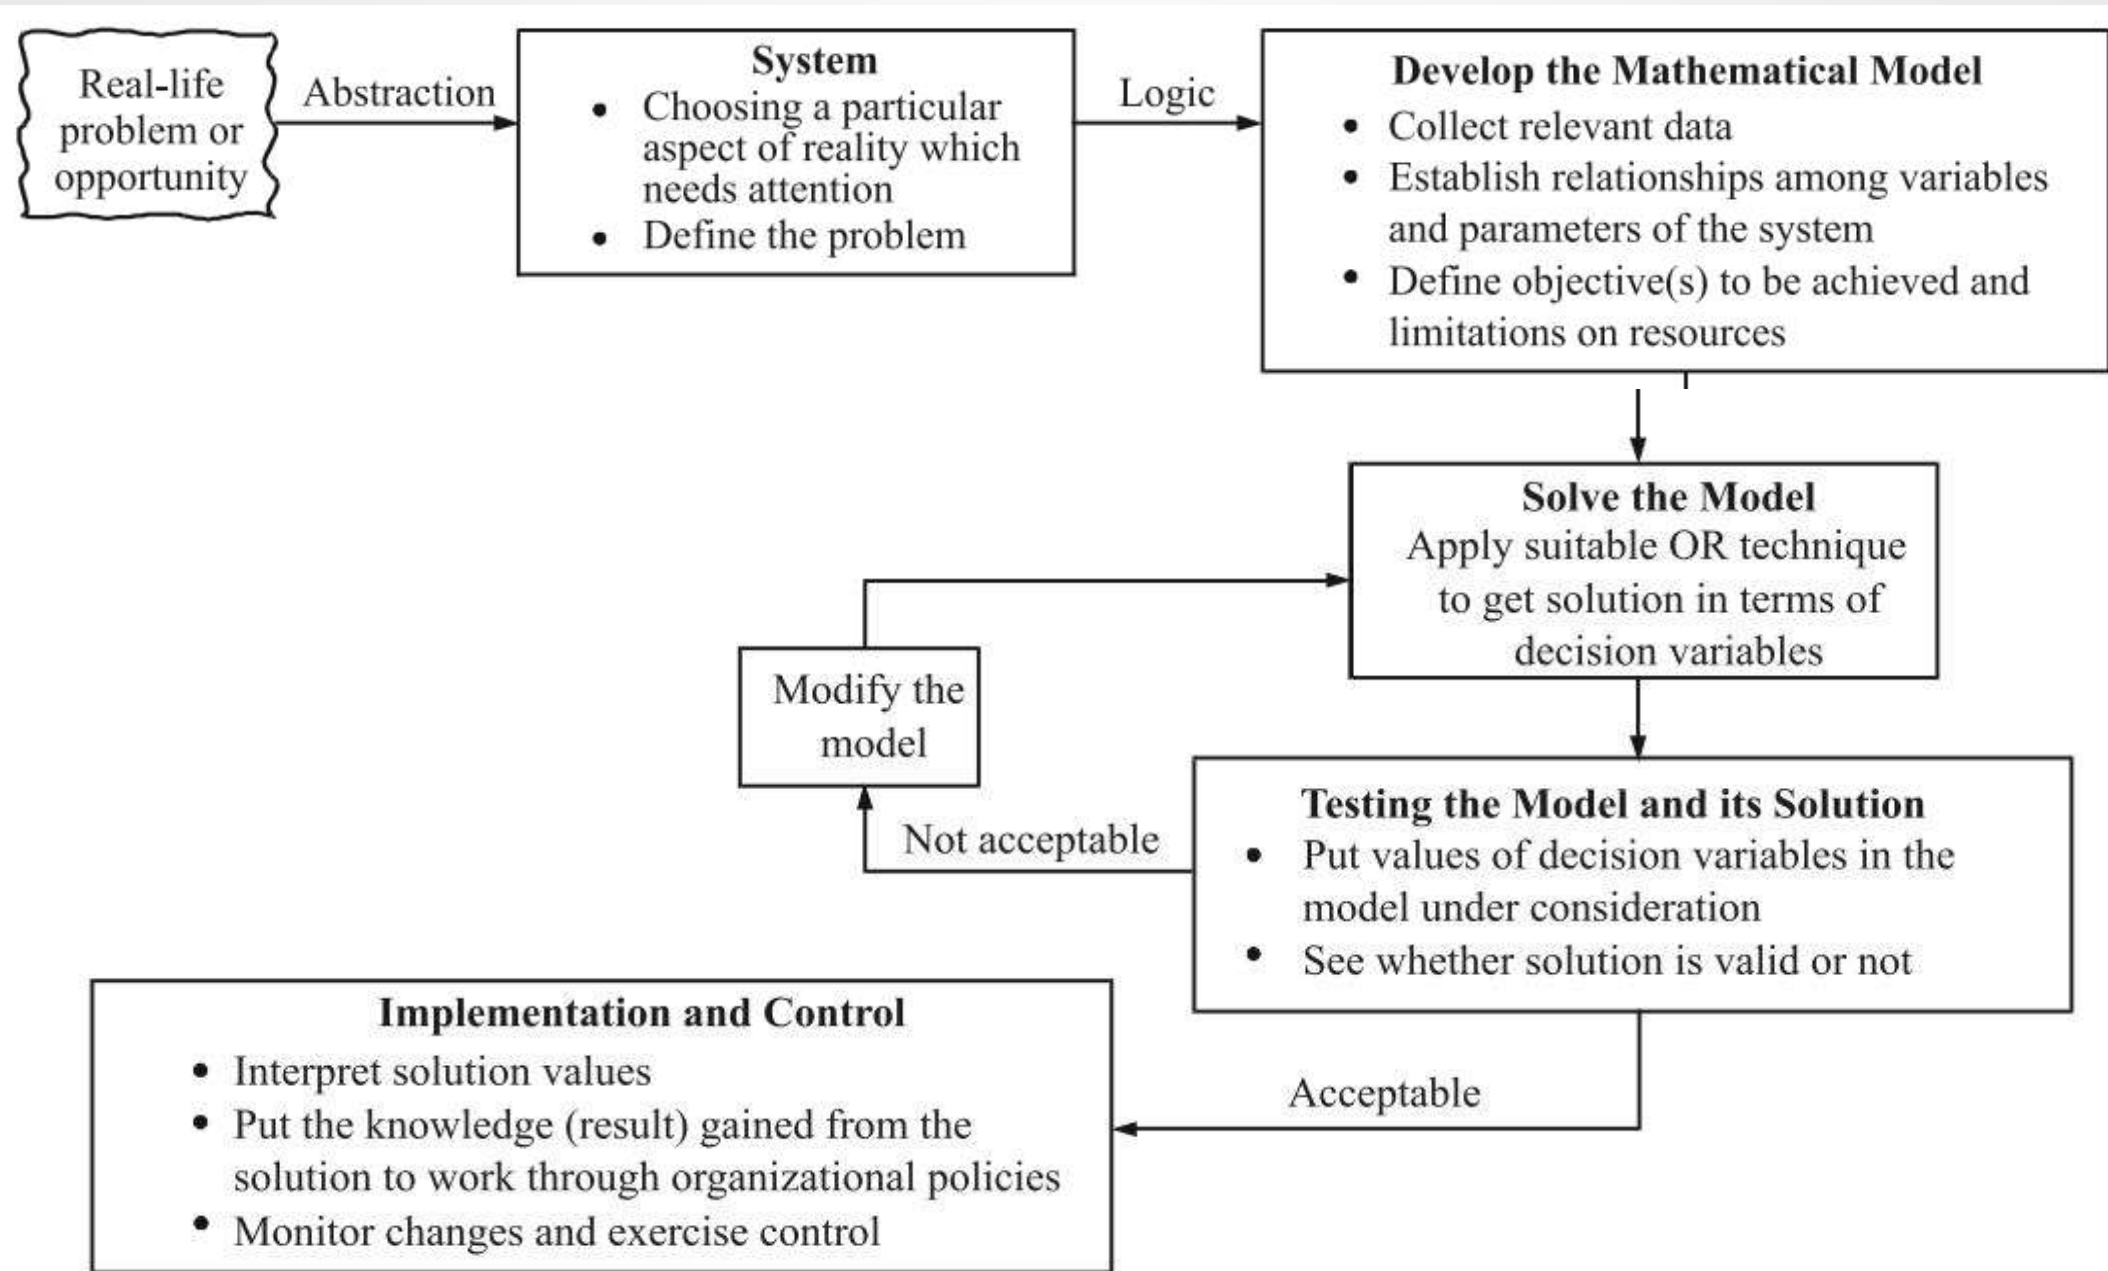 Real-life
problem or
opportunity
Abstraction
System
• Choosing a particular
aspect of reality which
needs attention
• Define the problem
Logic
Develop the Mathematical Model
• Collect relevant data
• Establish relationships among variables
and parameters of the system
• Define objective(s) to be achieved and
limitations on resources
Solve the Model
Apply suitable OR technique
to get solution in terms of
decision variables
Modify the
model
Not acceptable
Testing the Model and its Solution
• Put values of decision variables in the
model under consideration
• See whether solution is valid or not
Acceptable
Implementation and Control
• Interpret solution values
• Put the knowledge (result) gained from the
solution to work through organizational policies
• Monitor changes and exercise control